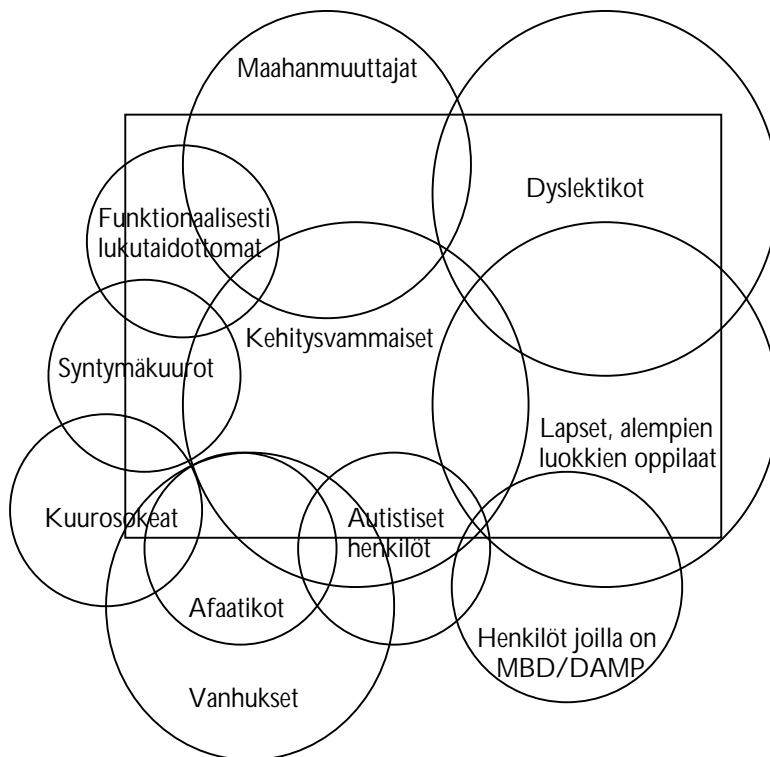 Maahanmuuttajat
Dyslektikot
Funktionaalisesti
lukutaidottomat
Kehitysvammaiset
Syntymäkuurot
Lapset, alempien
luokkien oppilaat
Kuurosokeat
Autistiset
henkilöt
Afaatikot
Henkilöt joilla on
MBD/DAMP
Vanhukset